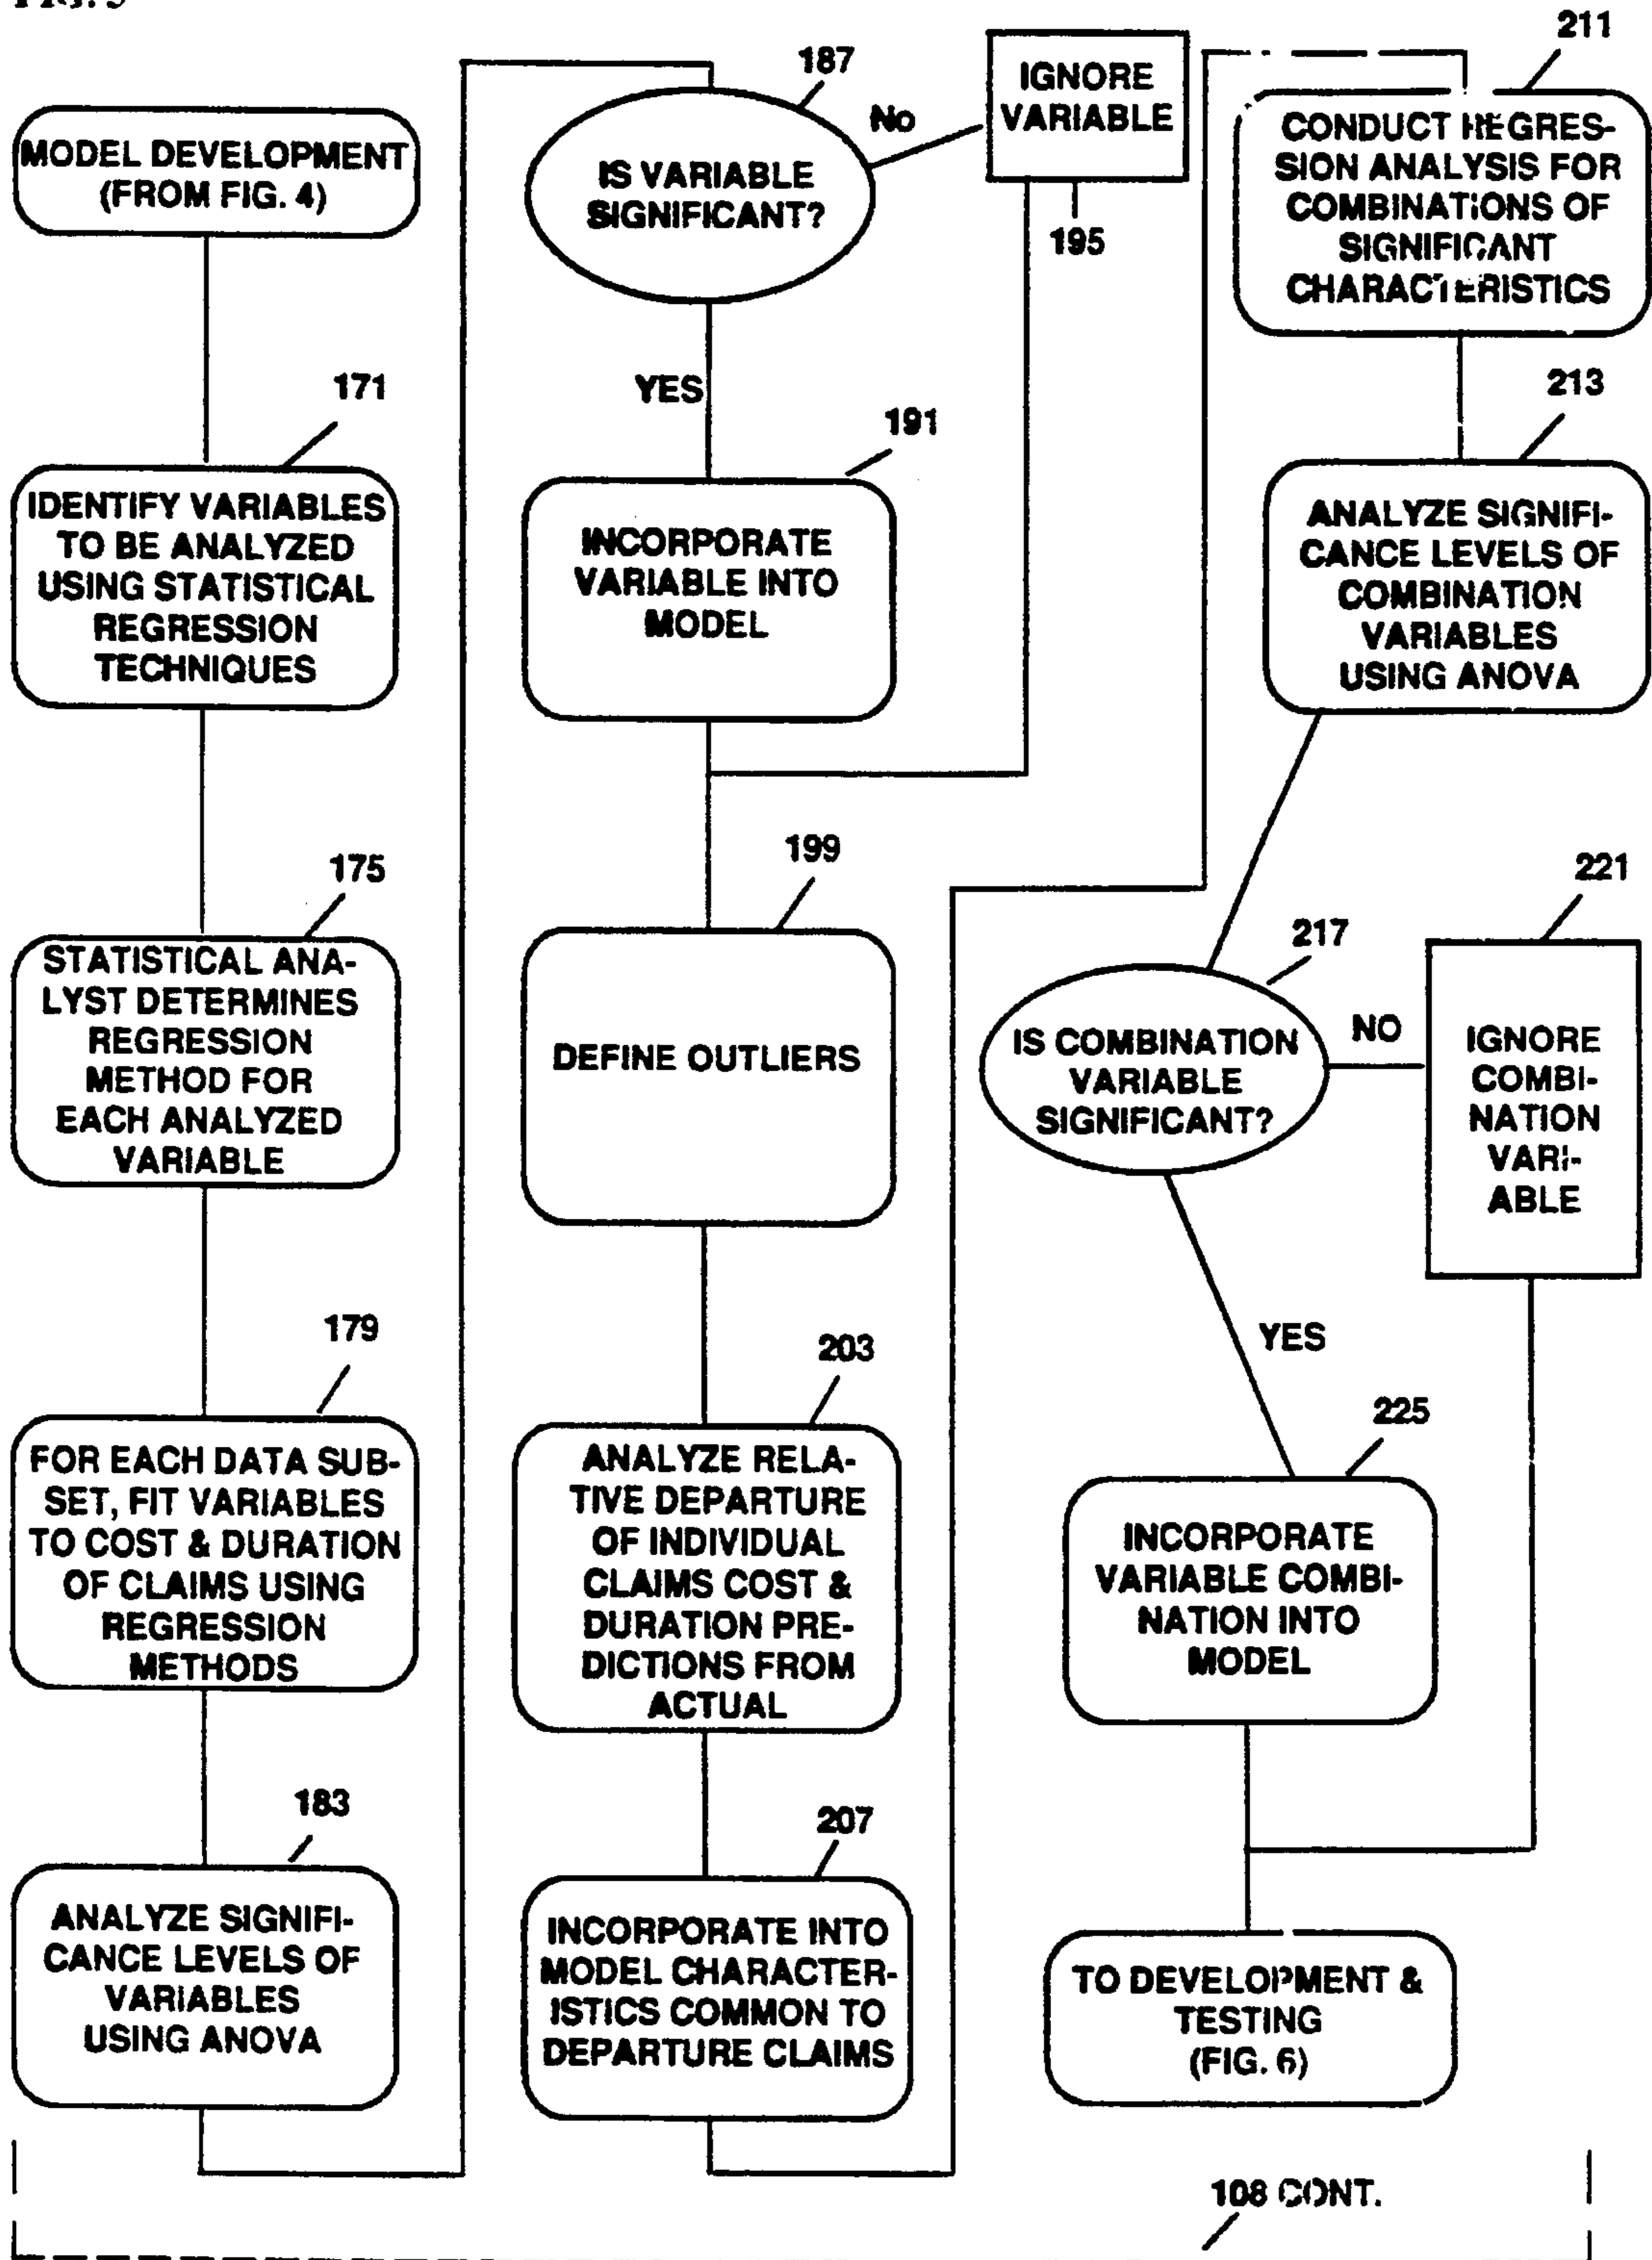 FIG. 5
MODEL DEVELOPMENT
(FROM FIG. 4)
171
IDENTIFY VARIABLES
TO BE ANALYZED
USING STATISTICAL
REGRESSION
TECHNIQUES
175
STATISTICAL ANA-
LYST DETERMINES
REGRESSION
METHOD FOR
EACH ANALYZED
VARIABLE
179
FOR EACH DATA SUB-
SET, FIT VARIABLES
TO COST & DURATION
OF CLAIMS USING
REGRESSION
METHODS
183
ANALYZE SIGNIFI-
CANCE LEVELS OF
VARIABLES
USING ANOVA
187
IS VARIABLE
SIGNIFICANT?
No
IGNORE
VARIABLE
195
YES
191
INCORPORATE
VARIABLE INTO
MODEL
199
DEFINE OUTLIERS
203
ANALYZE RELA-
TIVE DEPARTURE
OF INDIVIDUAL
CLAIMS COST &
DURATION PRE-
DICTIONS FROM
ACTUAL
207
INCORPORATE INTO
MODEL CHARACTER-
ISTICS COMMON TO
DEPARTURE CLAIMS
211
CONDUCT REGRES-
SION ANALYSIS FOR
COMBINATIONS OF
SIGNIFICANT
CHARACTERISTICS
213
ANALYZE SIGNIFI-
CANCE LEVELS OF
COMBINATION
VARIABLES
USING ANOVA
217
IS COMBINATION
VARIABLE
SIGNIFICANT?
NO
221
IGNORE
COMBI-
NATION
VARI-
ABLE
YES
225
INCORPORATE
VARIABLE COMBI-
NATION INTO
MODEL
TO DEVELOPMENT &
TESTING
(FIG. 6)
108 CONT.